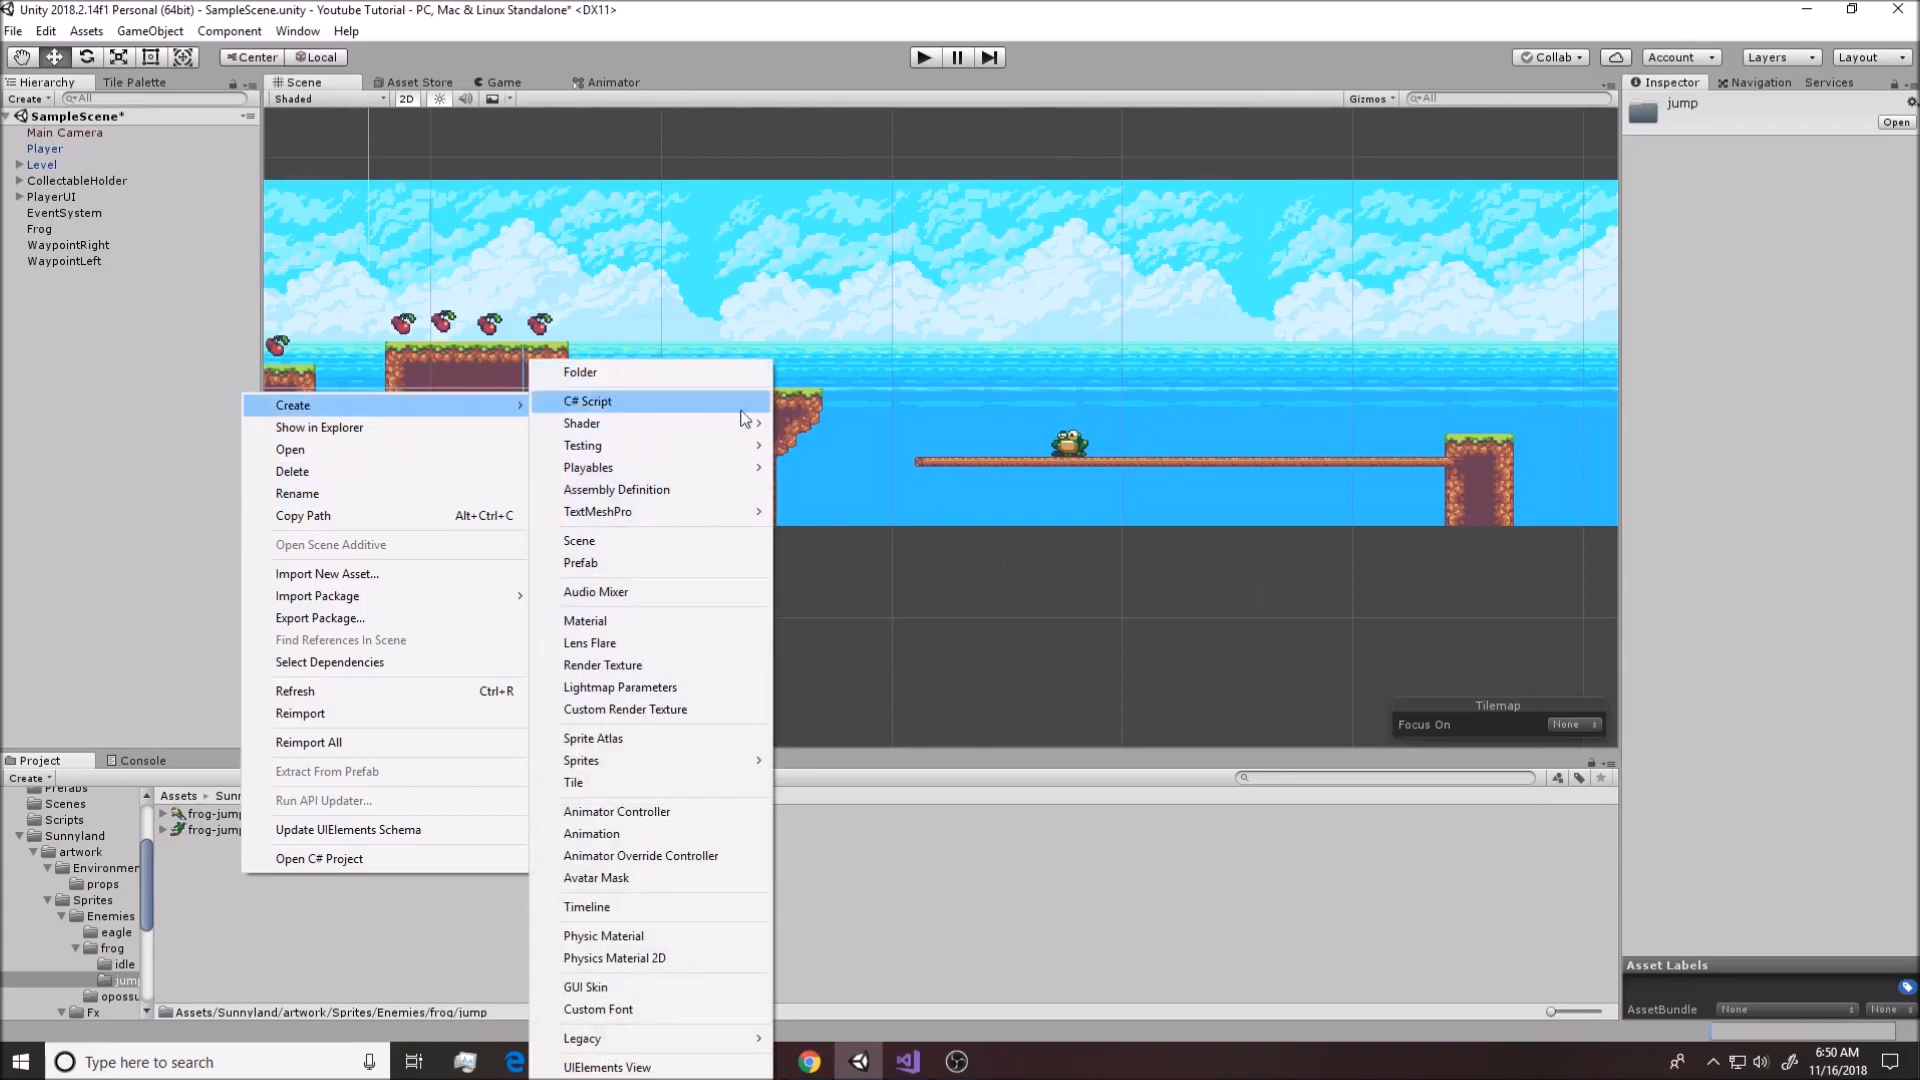 Unity 2018.2.14f1 Personal (64bit) - SampleScene.unity - Youtube Tutorial - PC, Mac & Linux Standalone* <DX11>
File Edit Assets GameObject Component Window Help
Center Local Collab Account Layers Layout
Hierarchy Tile Palette Scene Asset Store Game Animator Inspector Navigation Services
Create All Shaded 2D Gizmos All
jump
Open
SampleScene*
Main Camera
Player
Level
CollectableHolder
PlayerUI
EventSystem
Frog
WaypointRight
WaypointLeft
Create
Show in Explorer
Open
Delete
Rename
Copy Path Alt+Ctrl+C
Open Scene Additive
Import New Asset...
Import Package
Export Package...
Find References In Scene
Select Dependencies
Refresh Ctrl+R
Reimport
Reimport All
Extract From Prefab
Run API Updater...
Update UIElements Schema
Open C# Project
Folder
C# Script
Shader
Testing
Playables
Assembly Definition
TextMeshPro
Scene
Prefab
Audio Mixer
Material
Lens Flare
Render Texture
Lightmap Parameters
Custom Render Texture
Sprite Atlas
Sprites
Tile
Animator Controller
Animation
Animator Override Controller
Avatar Mask
Timeline
Physic Material
Physics Material 2D
GUI Skin
Custom Font
Legacy
UIElements View
Tilemap
Focus On None
Project Console
Create
Prefabs
Scenes
Scripts
Sunnyland
artwork
Environmer
props
Sprites
Enemies
eagle
frog
idle
jump
opossu
Fx
Assets Sunn
frog-jump
frog-jump
Assets/Sunnyland/artwork/Sprites/Enemies/frog/jump
Asset Labels
AssetBundle None None
Type here to search
6:50 AM
11/16/2018